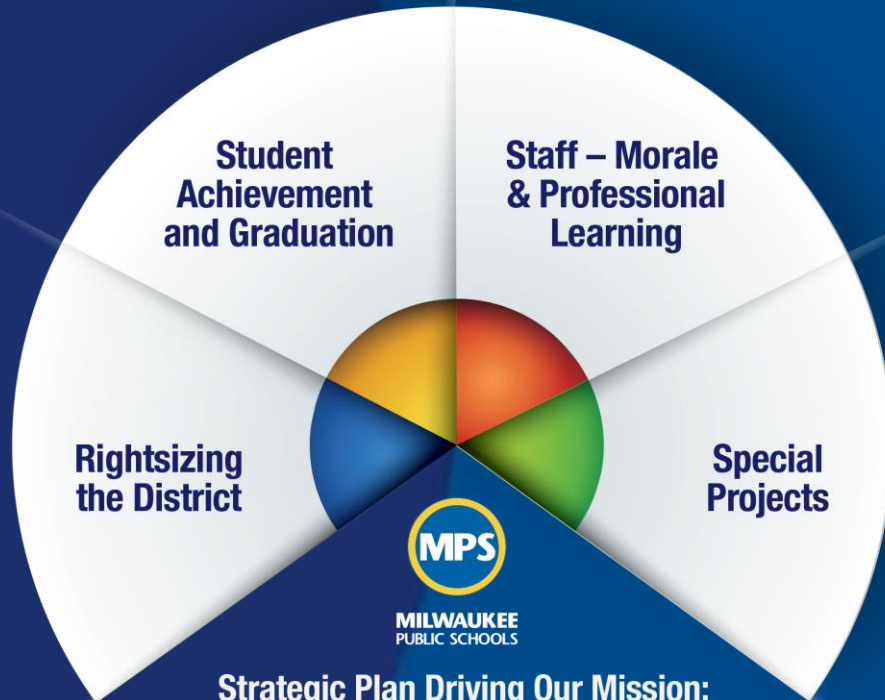 Student
Achievement
and Graduation
Staff – Morale
& Professional
Learning
Rightsizing
the District
Special
Projects
MPS
MILWAUKEE
PUBLIC SCHOOLS
Strategic Plan Driving Our Mission: